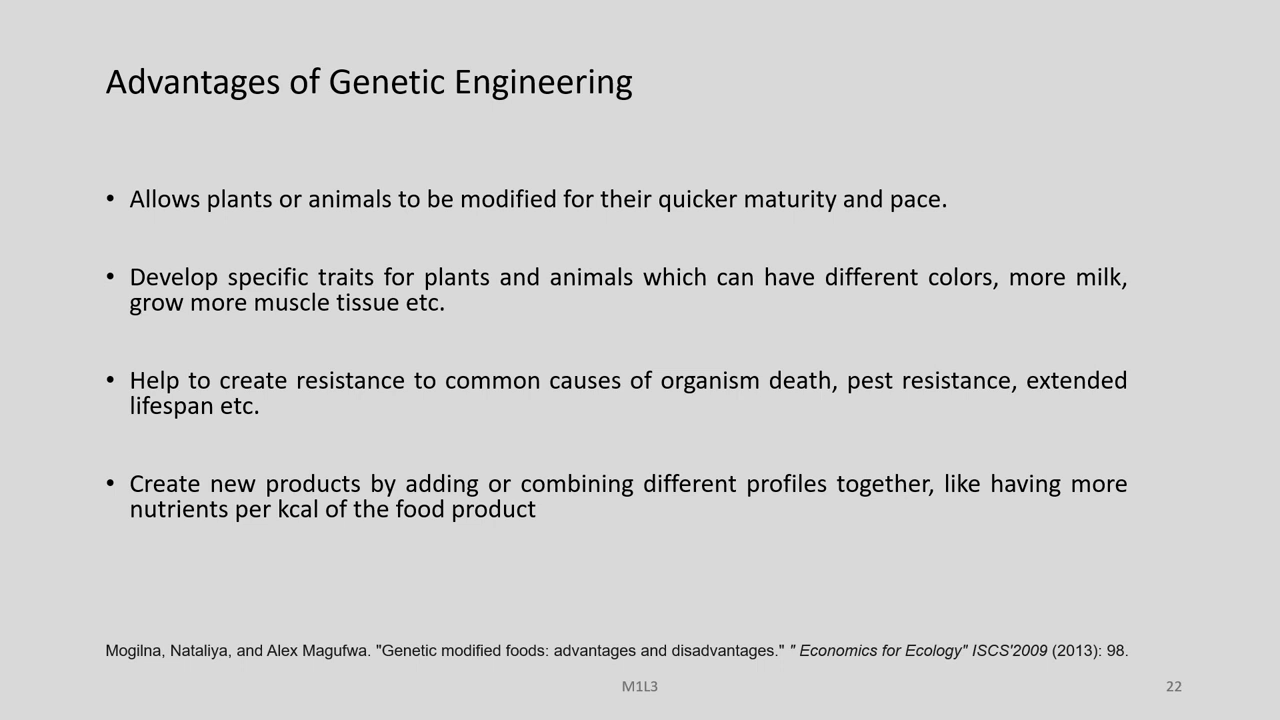 Advantages of Genetic Engineering
• Allows plants or animals to be modified for their quicker maturity and pace.
• Develop specific traits for plants and animals which can have different colors, more milk,
grow more muscle tissue etc.
• Help to create resistance to common causes of organism death, pest resistance, extended
lifespan etc.
• Create new products by adding or combining different profiles together, like having more
nutrients per kcal of the food product
Mogilna, Nataliya, and Alex Magufwa. "Genetic modified foods: advantages and disadvantages." " Economics for Ecology" ISCS'2009 (2013): 98.
M1L3
22